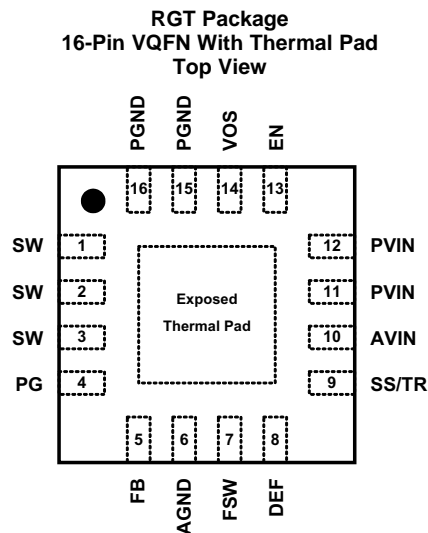 RGT Package
16-Pin VQFN With Thermal Pad
Top View
PGND
PGND
VOS
EN
16
15
14
13
SW
1
12
PVIN
SW
2
Exposed
11
PVIN
SW
3
Thermal Pad
10
AVIN
PG
4
9
SS/TR
5
6
7
8
FB
AGND
FSW
DEF